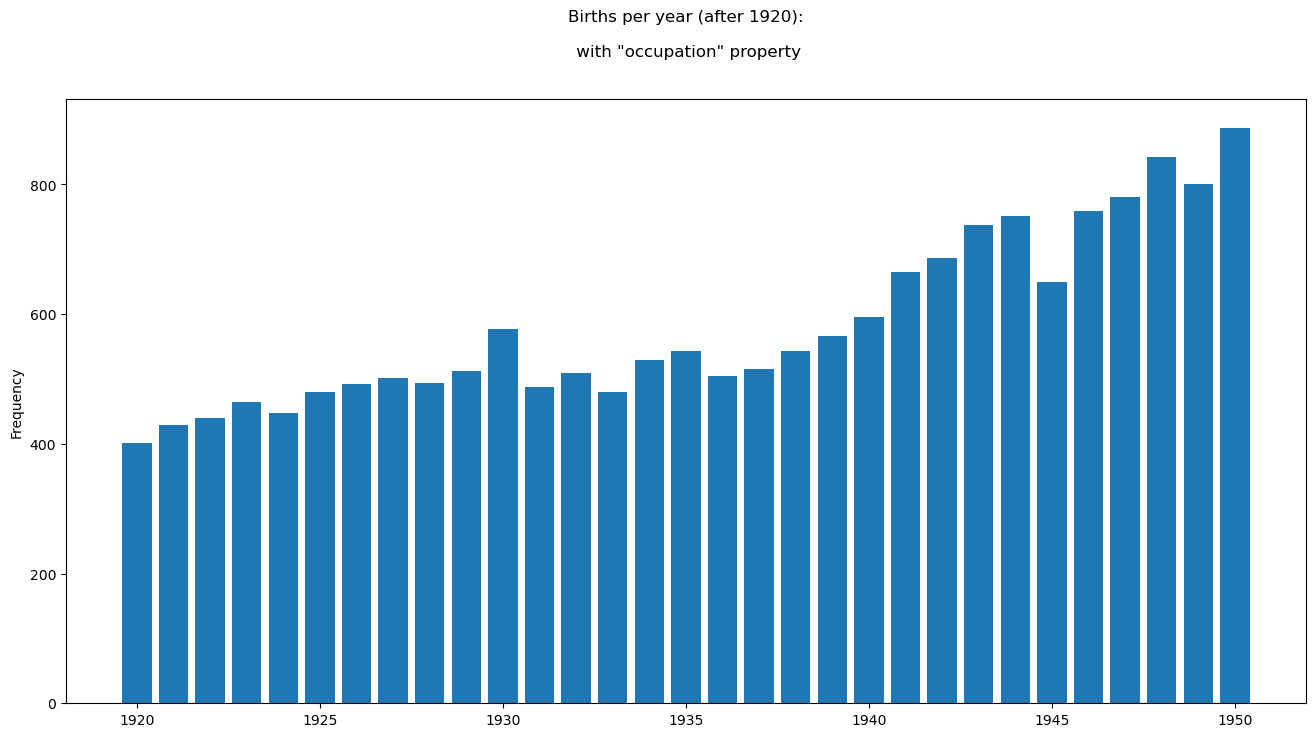 Births per year (after 1920):
with "occupation" property
Frequency
800
600
400
200
0
1920 1925 1930 1935 1940 1945 1950